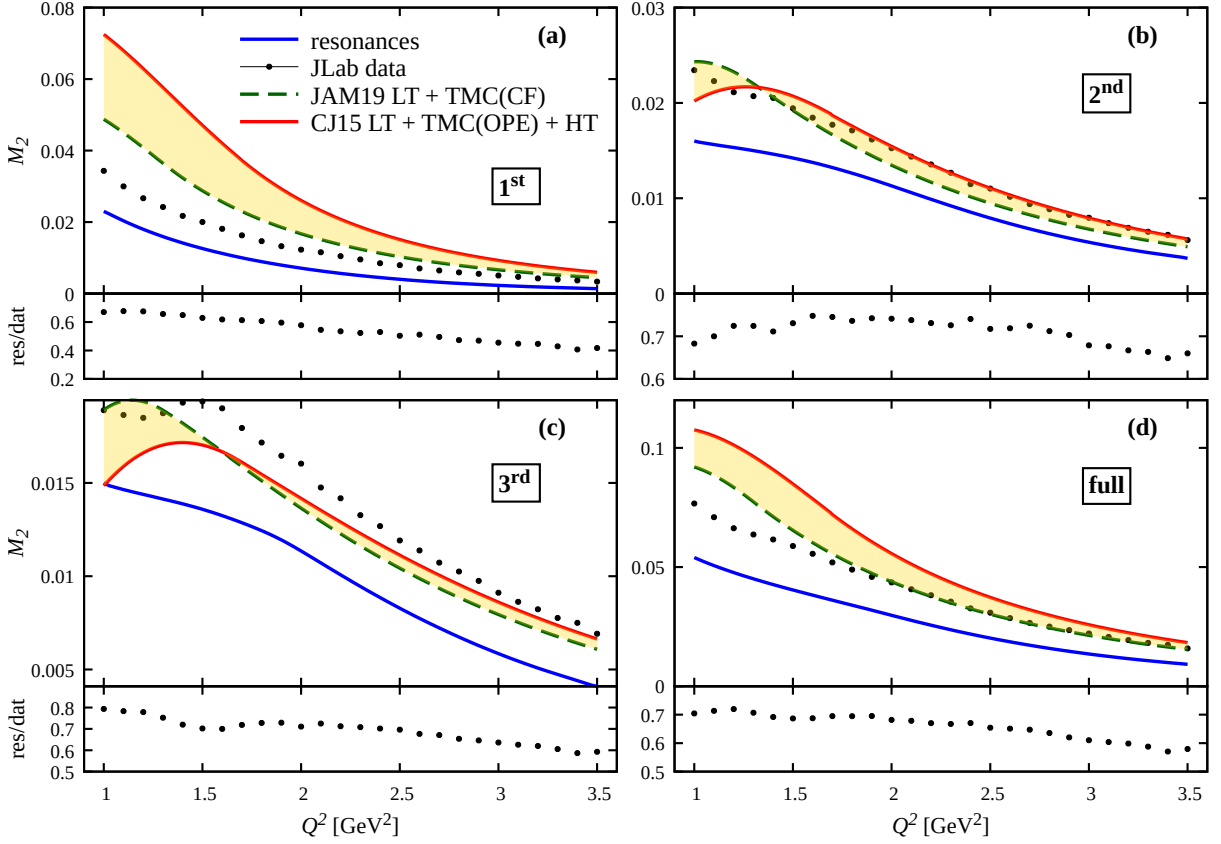 0.08
(a)
resonances
JLab data
JAM19 LT + TMC(CF)
CJ15 LT + TMC(OPE) + HT
0.06
M2
0.04
1st
0.02
0
res/dat
0.6
0.4
0.2
0.03
(b)
2nd
0.02
0.01
0
0.7
0.6
(c)
M2
0.015
3rd
0.01
0.005
res/dat
0.8
0.7
0.6
0.5
1 1.5 2 2.5 3 3.5
Q2 [GeV2]
(d)
0.1
full
0.05
0
0.7
0.6
0.5
1 1.5 2 2.5 3 3.5
Q2 [GeV2]